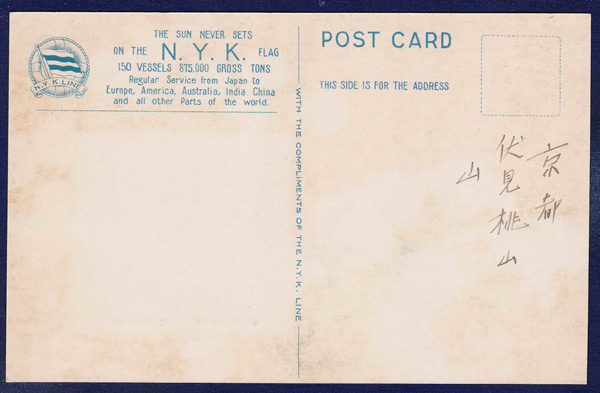 THE SUN NEVER SETS
ON THE N. Y. K. FLAG
150 VESSELS 875,000 GROSS TONS
Regular Service from Japan to
Europe, America, Australia, India China
and all other Parts of the world.
N.Y.K.LINE
WITH THE COMPLIMENTS OF THE N.Y.K. LINE
POST CARD
THIS SIDE IS FOR THE ADDRESS
京都
伏見桃山
山